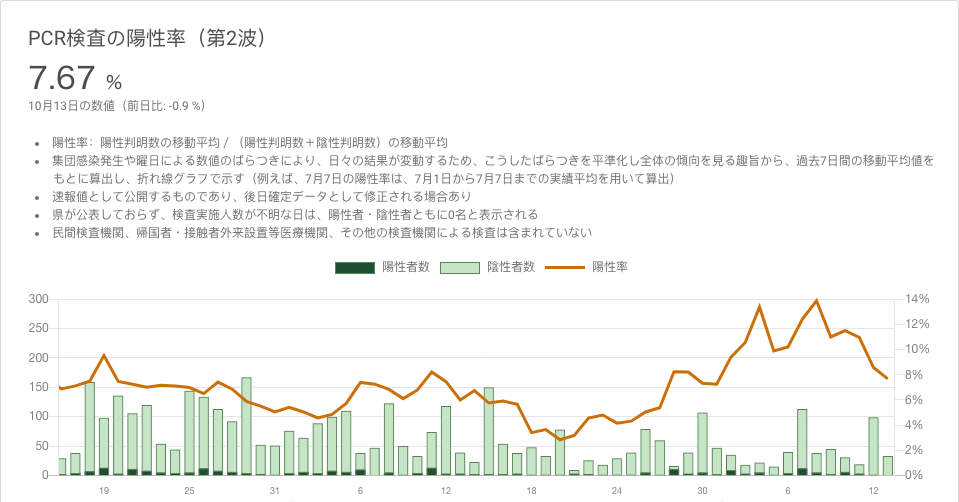 PCR検査の陽性率（第2波）
7.67 %
10月13日の数値（前日比: -0.9 %）
• 陽性率： 陽性判明数の移動平均 / （陽性判明数＋陰性判明数）の移動平均
• 集団感染発生や曜日による数値のばらつきにより、日々の結果が変動するため、こうしたばらつきを平準化し全体の傾向を見る趣旨から、過去7日間の移動平均値を
もとに算出し、折れ線グラフで示す（例えば、7月7日の陽性率は、7月1日から7月7日までの実績平均を用いて算出）
• 速報値として公開するものであり、後日確定データとして修正される場合あり
• 県が公表しておらず、検査実施人数が不明な日は、陽性者・陰性者ともに0名と表示される
• 民間検査機関、帰国者・接触者外来設置等医療機関、その他の検査機関による検査は含まれていない
陽性者数 陰性者数 陽性率
300 14%
12%
250
10%
200
8%
150
6%
100
4%
50
2%
0 0%
19 25 31 6 12 18 24 30 6 12